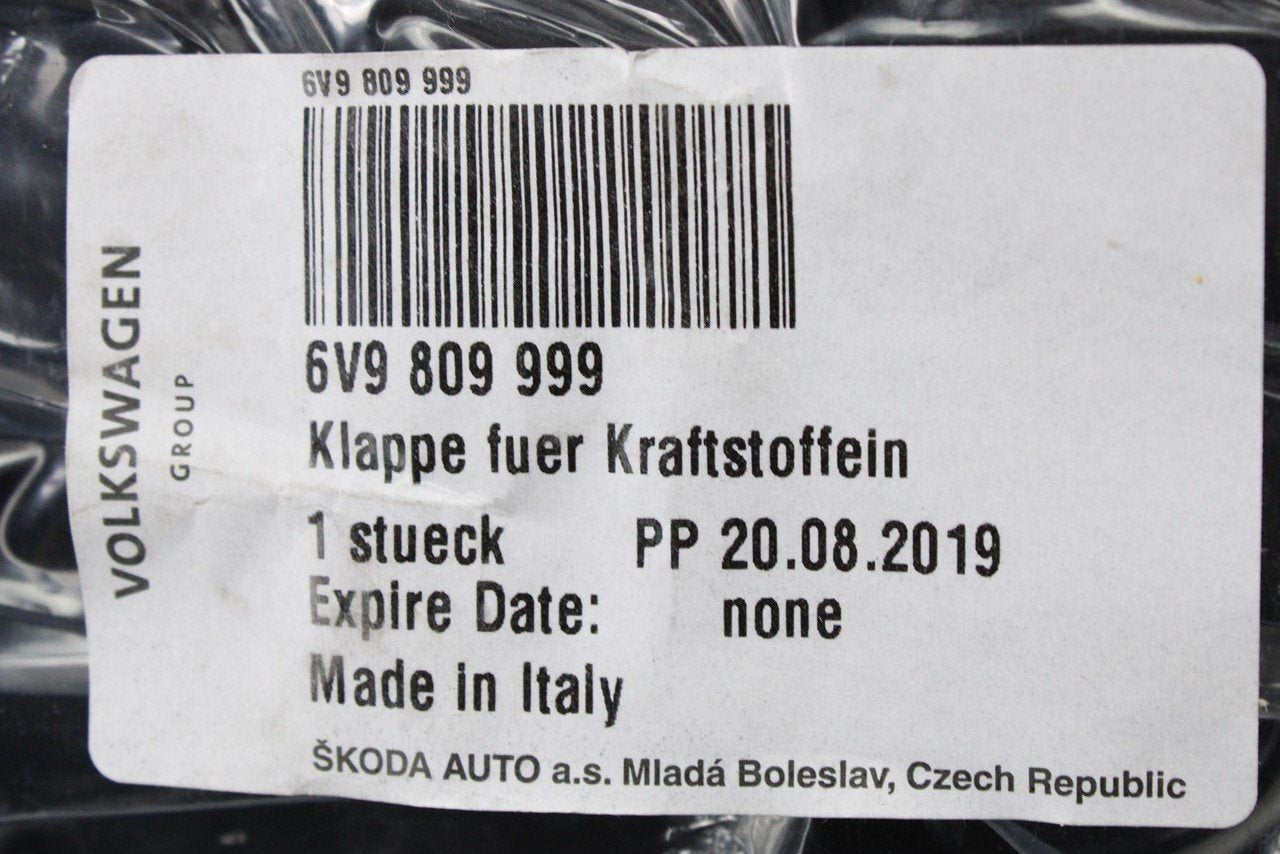 VOLKSWAGEN
GROUP
6V9 809 999
6V9 809 999
Klappe fuer Kraftstoffein
1 stueck PP 20.08.2019
Expire Date: none
Made in Italy
ŠKODA AUTO a.s. Mladá Boleslav, Czech Republic